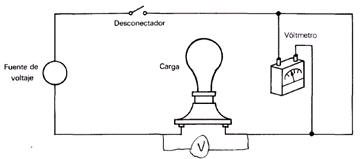 Desconectador
Vóltmetro
Carga
Fuente de
voltaje
V